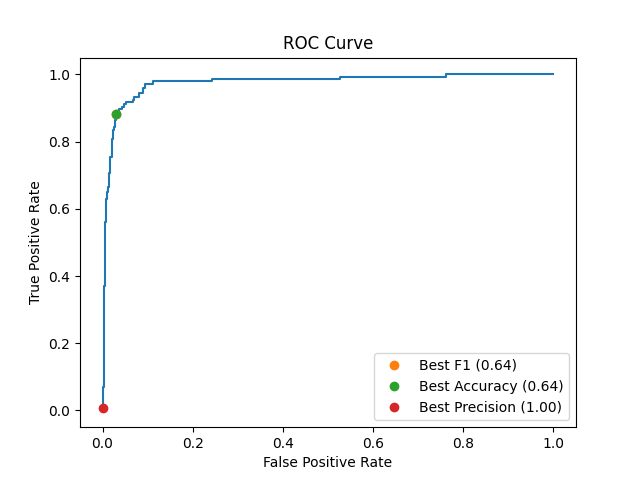 ROC Curve
1.0
0.8
0.6
0.4
0.2
0.0
True Positive Rate
0.0 0.2 0.4 0.6 0.8 1.0
False Positive Rate
Best F1 (0.64)
Best Accuracy (0.64)
Best Precision (1.00)